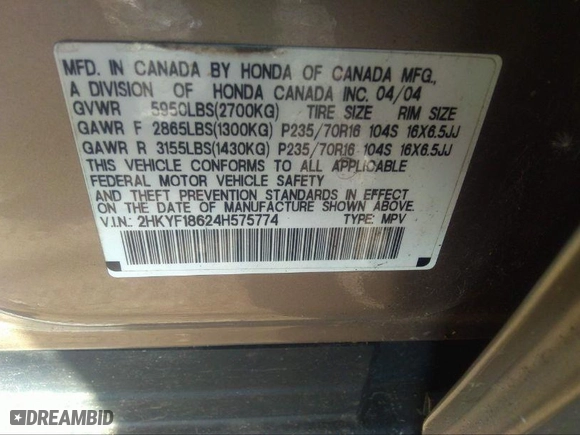 MFD. IN CANADA BY HONDA OF CANADA MFG.,
A DIVISION OF HONDA CANADA INC. 04/04
GVWR 5950LBS(2700KG) TIRE SIZE RIM SIZE
GAWR F 2865LBS(1300KG) P235/70R16 104S 16X6.5JJ
GAWR R 3155LBS(1430KG) P235/70R16 104S 16X6.5JJ
THIS VEHICLE CONFORMS TO ALL APPLICABLE
FEDERAL MOTOR VEHICLE SAFETY
AND THEFT PREVENTION STANDARDS IN EFFECT
ON THE DATE OF MANUFACTURE SHOWN ABOVE.
V.I.N.: 2HKYF18624H575774 TYPE: MPV
DREAMBID